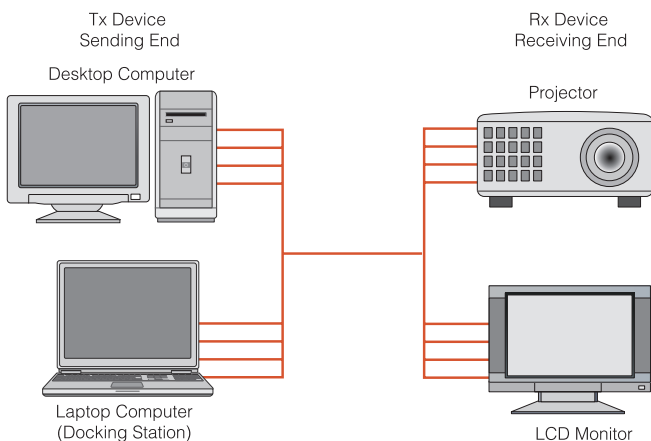 Tx Device
Sending End
Rx Device
Receiving End
Desktop Computer
Projector
Laptop Computer
(Docking Station)
LCD Monitor